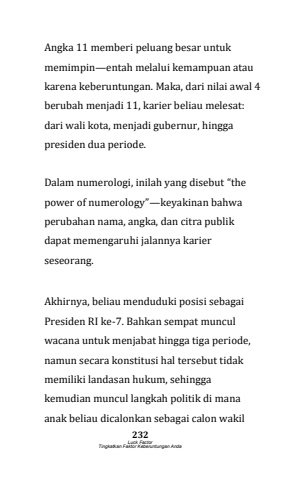 Angka 11 memberi peluang besar untuk
memimpin—entah melalui kemampuan atau
karena keberuntungan. Maka, dari nilai awal 4
berubah menjadi 11, karier beliau melesat:
dari wali kota, menjadi gubernur, hingga
presiden dua periode.
Dalam numerologi, inilah yang disebut “the
power of numerology”—keyakinan bahwa
perubahan nama, angka, dan citra publik
dapat memengaruhi jalannya karier
seseorang.
Akhirnya, beliau menduduki posisi sebagai
Presiden RI ke-7. Bahkan sempat muncul
wacana untuk menjabat hingga tiga periode,
namun secara konstitusi hal tersebut tidak
memiliki landasan hukum, sehingga
kemudian muncul langkah politik di mana
anak beliau dicalonkan sebagai calon wakil
232
Luck Factor
Tingkatkan Faktor Keberuntungan Anda